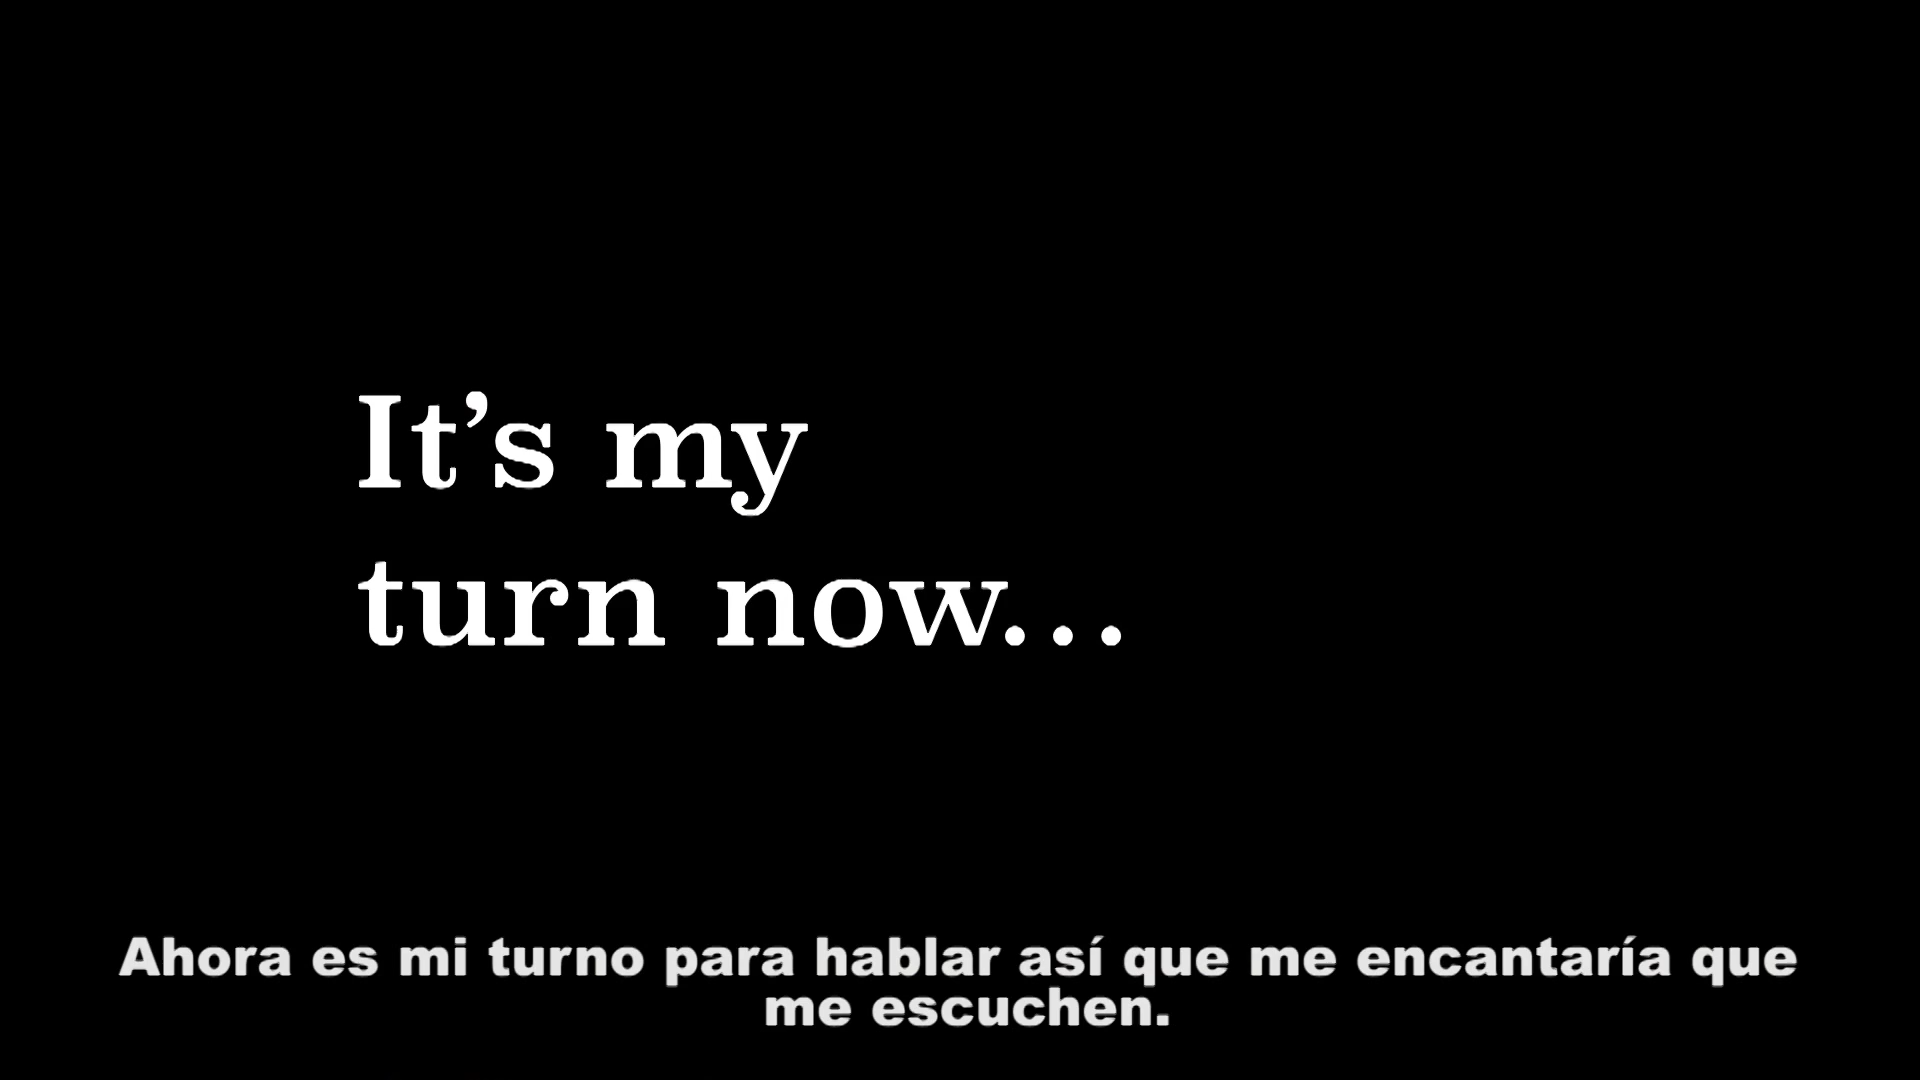 It’s my
turn now...
Ahora es mi turno para hablar así que me encantaría que
me escuchen.